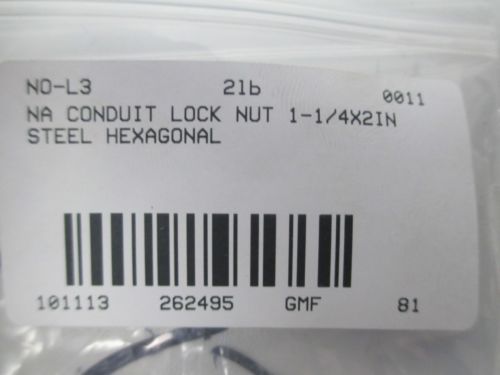 NO-L3 21b 0011
NA CONDUIT LOCK NUT 1-1/4X2IN
STEEL HEXAGONAL
101113 262495 GMF 81